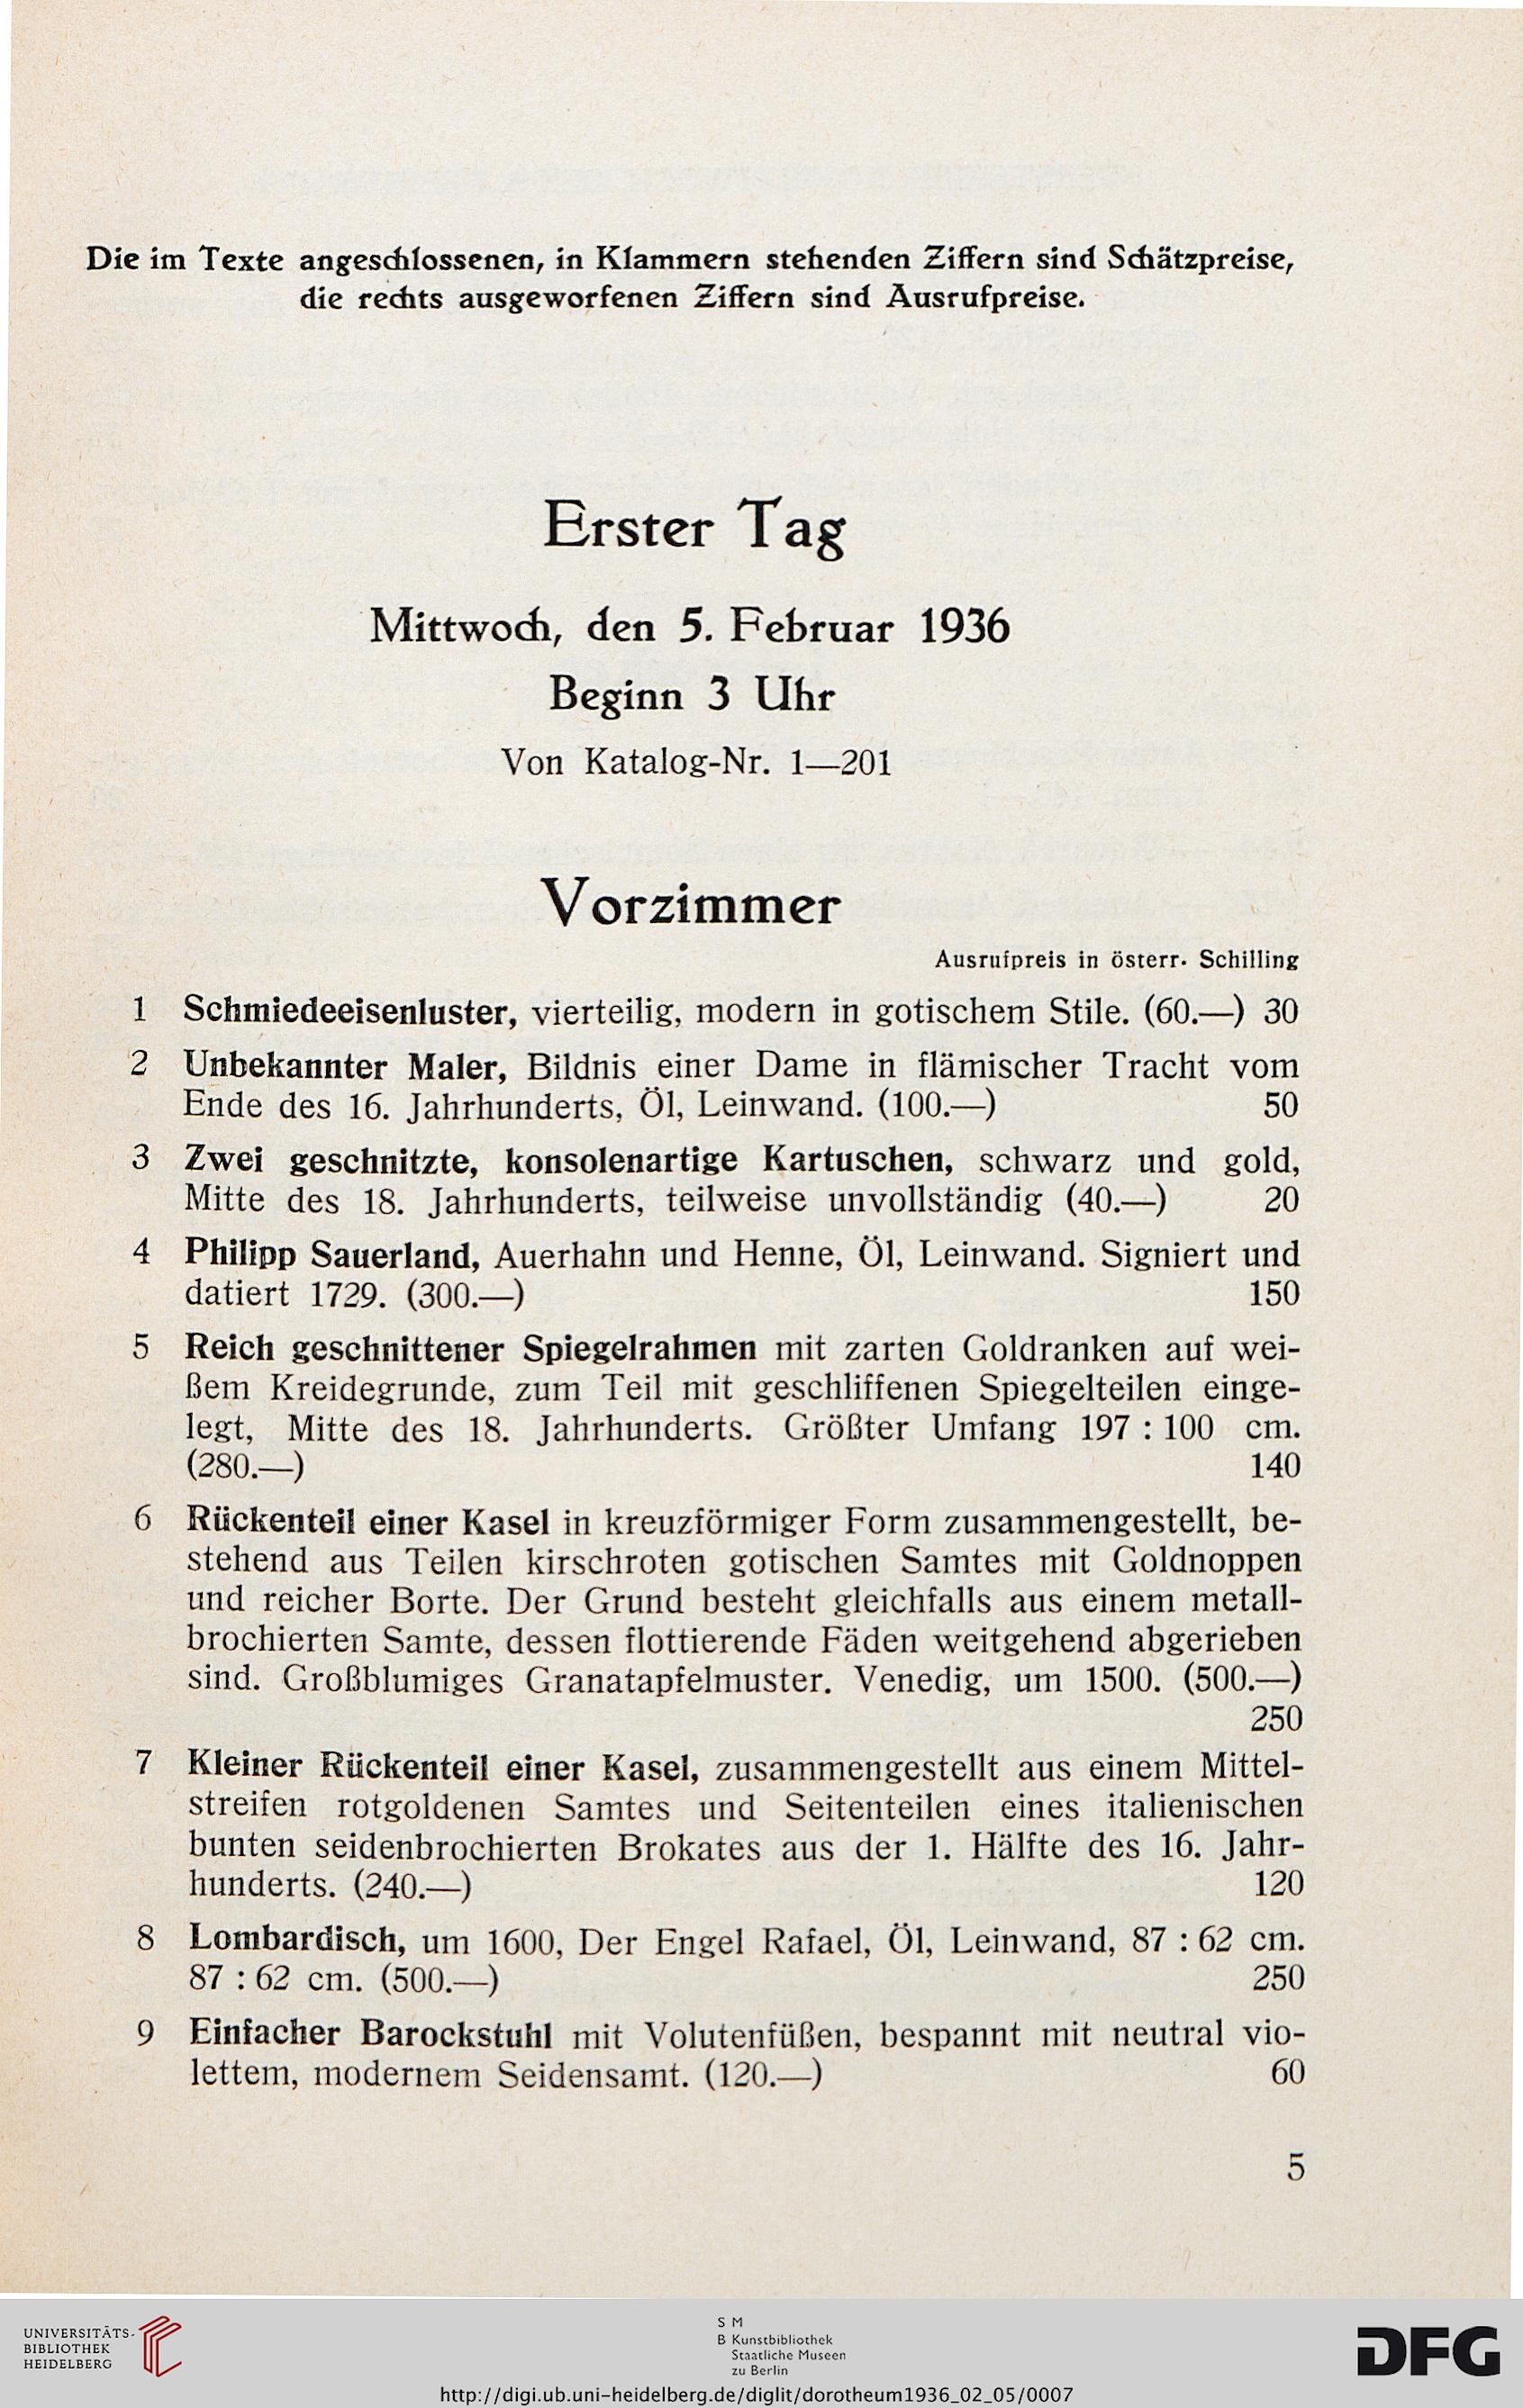 Die im Texte angeschlossenen, in Klammern stehenden Ziffern sind Schätzpreise,
die rechts ausgeworfenen Ziffern sind Ausrufpreise.
Erster Tag
Mittwoch, den 5. Februar 1936
Beginn 3 Uhr
Von Katalog-Nr. 1—201
Vorzimmer
Ausrufpreis in österr. Schilling
1 Schmiedeeisenluster, vierteilig, modern in gotischem Stile. (60.—) 30
2 Unbekannter Maler, Bildnis einer Dame in flämischer Tracht vom
Ende des 16. Jahrhunderts, Öl, Leinwand. (100.—) 50
3 Zwei geschnitzte, konsolenartige Kartuschen, schwarz und gold,
Mitte des 18. Jahrhunderts, teilweise unvollständig (40.—) 20
4 Philipp Sauerland, Auerhahn und Henne, Öl, Leinwand. Signiert und
datiert 1729. (300.—) 150
5 Reich geschnittener Spiegelrahmen mit zarten Goldranken auf wei-
ßem Kreidegrunde, zum Teil mit geschliffenen Spiegelteilen einge-
legt, Mitte des 18. Jahrhunderts. Größter Umfang 197 : 100 cm.
(280.—) 140
6 Rückenteil einer Kasel in kreuzförmiger Form zusammengestellt, be-
stehend aus Teilen kirschroten gotischen Samtes mit Goldnoppen
und reicher Borte. Der Grund besteht gleichfalls aus einem metall-
brochierten Samte, dessen flottierende Fäden weitgehend abgerieben
sind. Großblumiges Granatapfelmuster. Venedig, um 1500. (500.—)
250
7 Kleiner Rückenteil einer Kasel, zusammengestellt aus einem Mittel-
streifen rotgoldenen Samtes und Seitenteilen eines italienischen
bunten seidenbrochierten Brokates aus der 1. Hälfte des 16. Jahr-
hunderts. (240.—) 120
8 Lombardisch, um 1600, Der Engel Rafael, Öl, Leinwand, 87 : 62 cm.
87 : 62 cm. (500.—) 250
9 Einfacher Barockstuhl mit Volutenfüßen, bespannt mit neutral vio-
lettem, modernem Seidensamt. (120.—) 60
5
UNIVERSITÄTS-
BIBLIOTHEK
HEIDELBERG
S M
B Kunstbibliothek
Staatliche Museen
zu Berlin
DFG
http://digi.ub.uni-heidelberg.de/diglit/dorotheum1936_02_05/0007